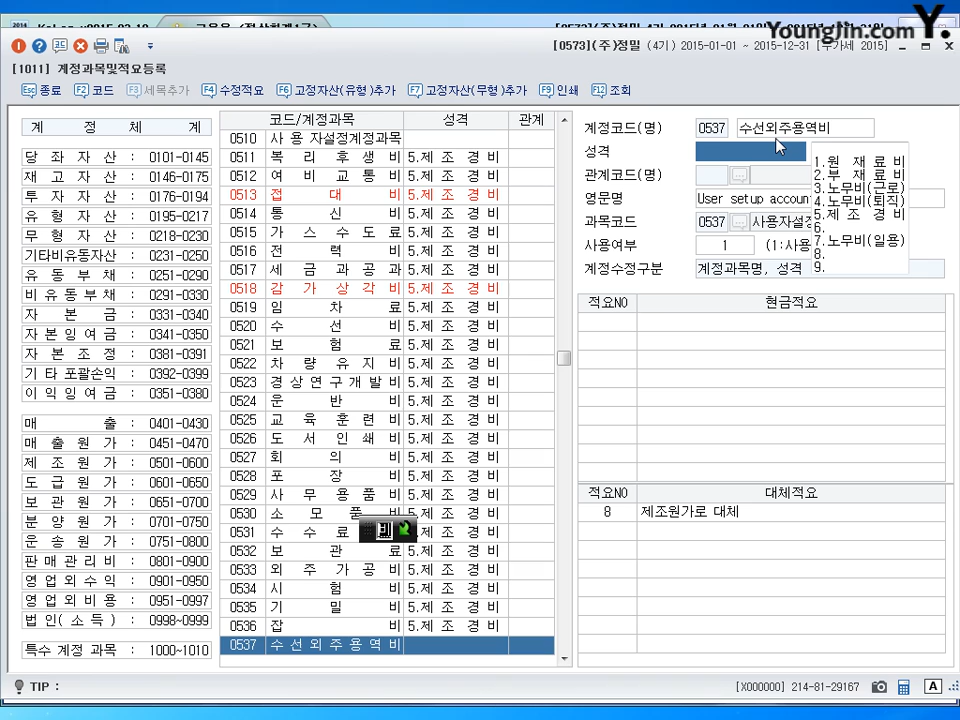 YoungJin.com Y.
[0573](주)정밀 (4기) 2015-01-01 ~ 2015-12-31 [부가세 2015]
[1011] 계정과목및적요등록
Esc 종료 F2 코드 F3 세목추가 F4 수정적요 F6 고정자산(유형)추가 F7 고정자산(무형)추가 F9 인쇄 F12 조회
계 정 체 계
당 좌 자 산 : 0101-0145
재 고 자 산 : 0146-0175
투 자 자 산 : 0176-0194
유 형 자 산 : 0195-0217
무 형 자 산 : 0218-0230
기타비유동자산 : 0231-0250
유 동 부 채 : 0251-0290
비 유 동 부 채 : 0291-0330
자 본 금 : 0331-0340
자 본 잉 여 금 : 0341-0350
자 본 조 정 : 0381-0391
기 타 포괄손익 : 0392-0399
이 익 잉 여 금 : 0351-0380
매 출 : 0401-0430
매 출 원 가 : 0451-0470
제 조 원 가 : 0501-0600
도 급 원 가 : 0601-0650
보 관 원 가 : 0651-0700
분 양 원 가 : 0701-0750
운 송 원 가 : 0751-0800
판 매 관 리 비 : 0801-0900
영 업 외 수 익 : 0901-0950
영 업 외 비 용 : 0951-0997
법 인 ( 소 득 ) : 0998~0999
특수 계정 과목 : 1000~1010
코드/계정과목 성격 관계
0510 사 용 자설정계정과목
0511 복 리 후 생 비 5.제 조 경 비
0512 여 비 교 통 비 5.제 조 경 비
0513 접 대 비 5.제 조 경 비
0514 통 신 비 5.제 조 경 비
0515 가 스 수 도 료 5.제 조 경 비
0516 전 력 비 5.제 조 경 비
0517 세 금 과 공 과 5.제 조 경 비
0518 감 가 상 각 비 5.제 조 경 비
0519 임 차 료 5.제 조 경 비
0520 수 선 비 5.제 조 경 비
0521 보 험 료 5.제 조 경 비
0522 차 량 유 지 비 5.제 조 경 비
0523 경 상 연 구 개 발 비 5.제 조 경 비
0524 운 반 비 5.제 조 경 비
0525 교 육 훈 련 비 5.제 조 경 비
0526 도 서 인 쇄 비 5.제 조 경 비
0527 회 의 비 5.제 조 경 비
0528 포 장 비 5.제 조 경 비
0529 사 무 용 품 비 5.제 조 경 비
0530 소 모 품 비 5.제 조 경 비
0531 수 수 료 5.제 조 경 비
0532 보 관 료 5.제 조 경 비
0533 외 주 가 공 비 5.제 조 경 비
0534 시 험 비 5.제 조 경 비
0535 기 밀 비 5.제 조 경 비
0536 잡 비 5.제 조 경 비
0537 수 선 외 주 용 역 비
계정코드(명) 0537 수선외주용역비
성격
관계코드(명)
영문명 User setup accoun
과목코드 0537 사용자설정
사용여부 1 (1:사용
계정수정구분 계정과목명, 성격
1.원 재 료 비
2.부 재 료 비
3.노무비(근로)
4.노무비(퇴직)
5.제 조 경 비
6.
7.노무비(일용)
8.
9.
적요NO 현금적요
적요NO 대체적요
8 제조원가로 대체
TIP :
[X000000] 214-81-29167 A